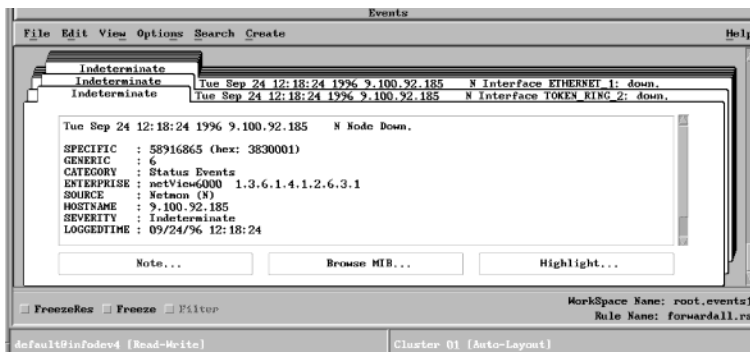 Events
File Edit View Options Search Create Help
Indeterminate
Indeterminate Tue Sep 24 12:18:24 1996 9.100.92.185 N Interface ETHERNET_1: down.
Indeterminate Tue Sep 24 12:18:24 1996 9.100.92.185 N Interface TOKEN_RING_2: down.
Tue Sep 24 12:18:24 1996 9.100.92.185 N Node Down.
SPECIFIC : 58916865 (hex: 3830001)
GENERIC : 6
CATEGORY : Status Events
ENTERPRISE : netView6000 1.3.6.1.4.1.2.6.3.1
SOURCE : Netmon (N)
HOSTNAME : 9.100.92.185
SEVERITY : Indeterminate
LOGGEDTIME : 09/24/96 12:18:24
Note... Browse MIB... Highlight...
WorkSpace Name: root.events1
FreezeRes Freeze Filter
Rule Name: forwardall.rs
default@infodev4 [Read-Write] Cluster 01 [Auto-Layout]